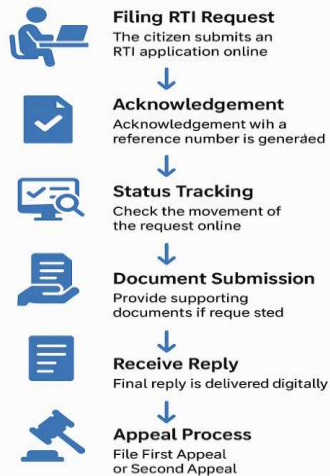 Filing RTI Request
The citizen submits an
RTI application online
Acknowledgement
Acknowledgement wih a
reference number is generated
Status Tracking
Check the movement of
the request online
Document Submission
Provide supporting
documents if reque sted
Receive Reply
Final reply is delivered digitally
Appeal Process
File First Appeal
or Second Appeal